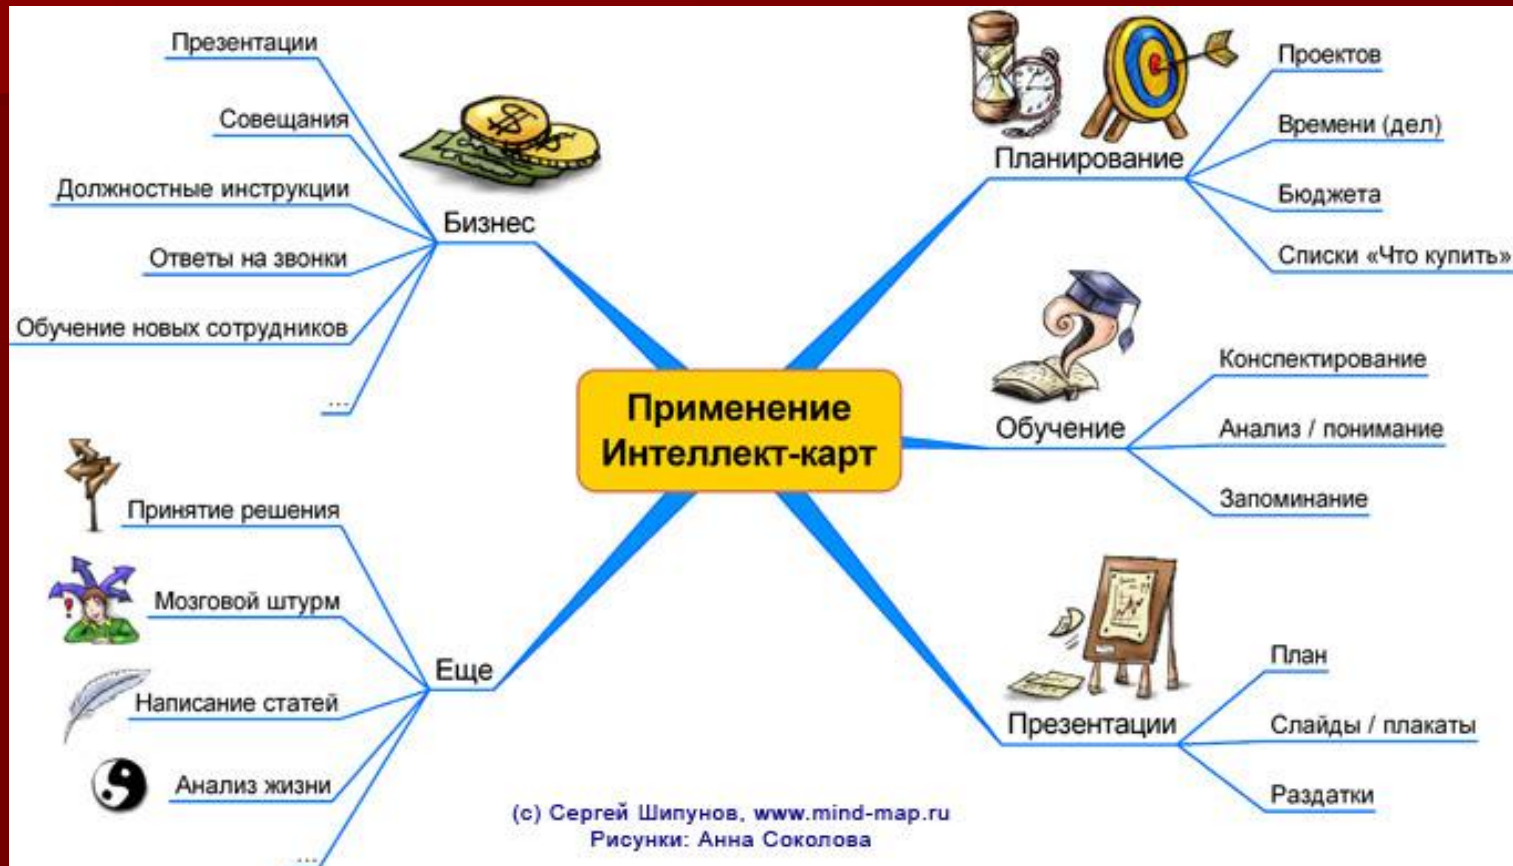 Применение
Интеллект-карт
Планирование
Проектов
Времени (дел)
Бюджета
Списки «Что купить»
Обучение
Конспектирование
Анализ / понимание
Запоминание
Презентации
План
Слайды / плакаты
Раздатки
Бизнес
Презентации
Совещания
Должностные инструкции
Ответы на звонки
Обучение новых сотрудников
...
Еще
Принятие решения
Мозговой штурм
Написание статей
Анализ жизни
...
(с) Сергей Шипунов, www.mind-map.ru
Рисунки: Анна Соколова